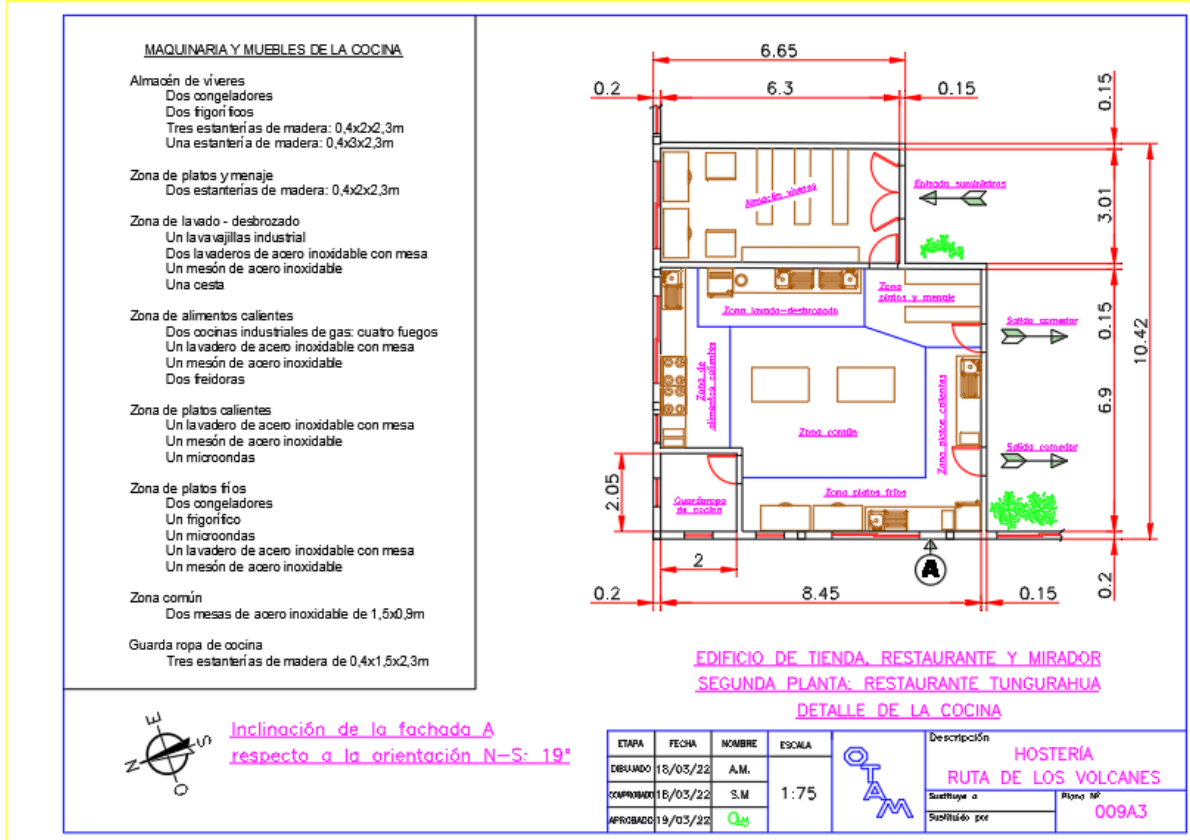 MAQUINARIA Y MUEBLES DE LA COCINA
Almacén de víveres
Dos congeladores
Dos frigoríficos
Tres estanterías de madera: 0,4x2x2,3m
Una estantería de madera: 0,4x3x2,3m
Zona de platos y menaje
Dos estanterías de madera: 0,4x2x2,3m
Zona de lavado - desbrozado
Un lavavajillas industrial
Dos lavaderos de acero inoxidable con mesa
Un mesón de acero inoxidable
Una cesta
Zona de alimentos calientes
Dos cocinas industriales de gas: cuatro fuegos
Un lavadero de acero inoxidable con mesa
Un mesón de acero inoxidable
Dos freidoras
Zona de platos calientes
Un lavadero de acero inoxidable con mesa
Un mesón de acero inoxidable
Un microondas
Zona de platos fríos
Dos congeladores
Un frigorífico
Un microondas
Un lavadero de acero inoxidable con mesa
Un mesón de acero inoxidable
Zona común
Dos mesas de acero inoxidable de 1,5x0,9m
Guarda ropa de cocina
Tres estanterías de madera de 0,4x1,5x2,3m
6.65
0.2
6.3
0.15
0.15
3.01
0.15
10.42
6.9
0.2
Almacén víveres
Entrada suministros
Zona
platos y menaje
Zona lavado-desbrozado
Salida comedor
Zona de
alimentos calientes
Zona común
Zona platos calientes
Salida comedor
Zona platos fríos
2.05
Guardaropa
de cocina
2
A
0.2
8.45
0.15
EDIFICIO DE TIENDA, RESTAURANTE Y MIRADOR
SEGUNDA PLANTA: RESTAURANTE TUNGURAHUA
DETALLE DE LA COCINA
N
E
S
O
Inclinación de la fachada A
respecto a la orientación N-S: 19°
ETAPA FECHA NOMBRE ESCALA
DIBUJADO 18/03/22 A.M.
COMPROBADO 18/03/22 S.M
APROBADO 19/03/22
1:75
OTAM
Descripción
HOSTERÍA
RUTA DE LOS VOLCANES
Sustituye a
Sustituido por
Plano Nº
009A3